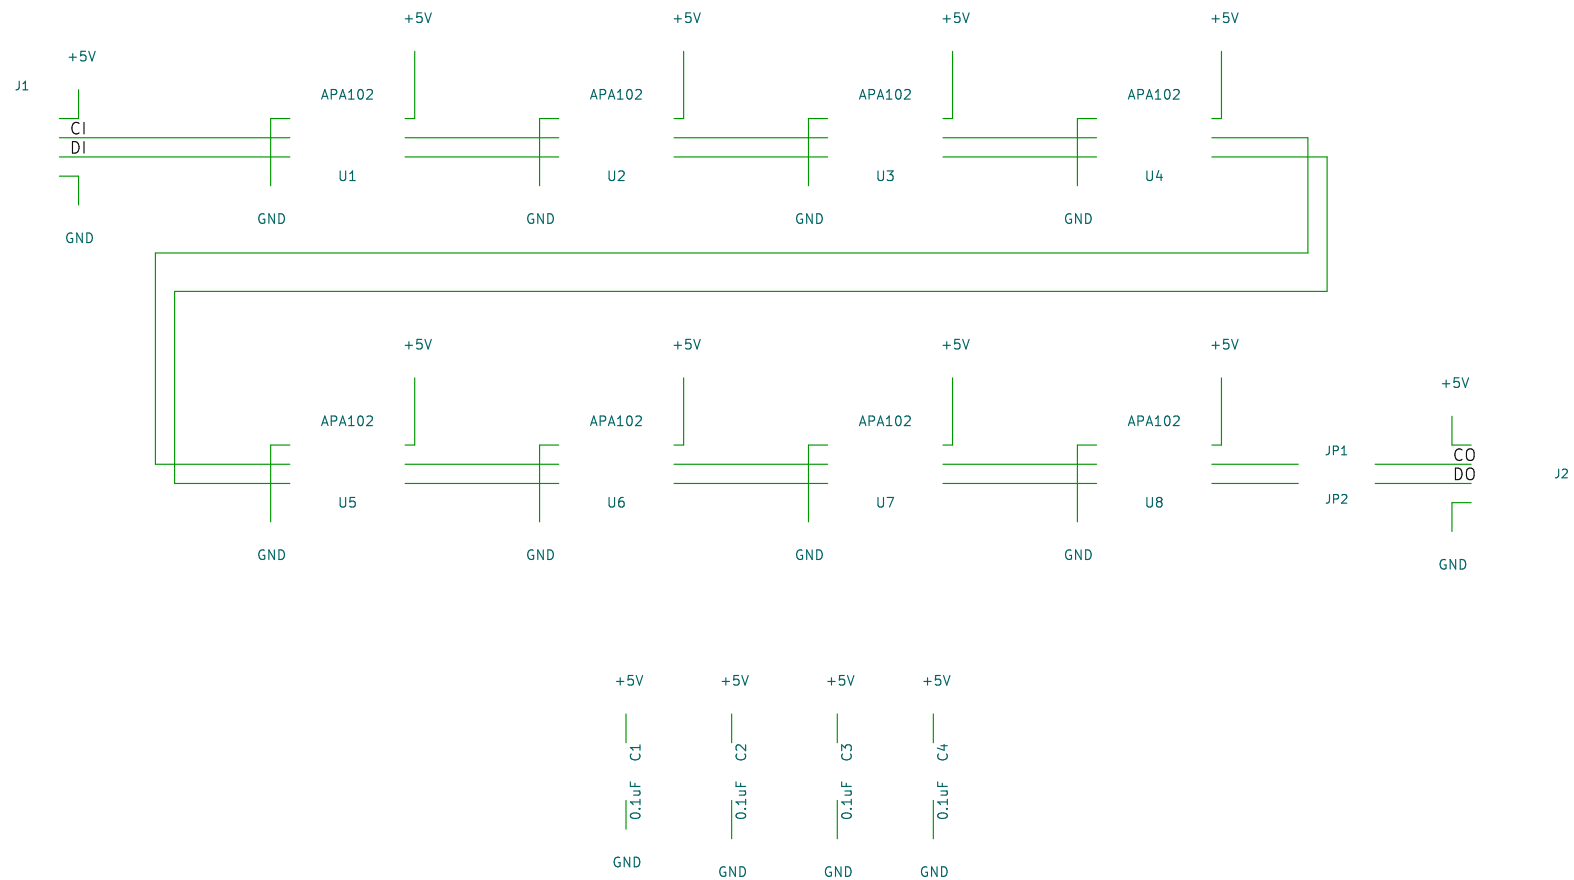 +5V +5V +5V +5V
+5V
J1
APA102 APA102 APA102 APA102
CI
DI
U1 U2 U3 U4
GND GND GND GND
GND
+5V +5V +5V +5V
+5V
APA102 APA102 APA102 APA102
JP1
CO
DO
J2
U5 U6 U7 U8
JP2
GND GND GND GND
GND
+5V +5V +5V +5V
C1 C2 C3 C4
0.1uF 0.1uF 0.1uF 0.1uF
GND GND GND GND